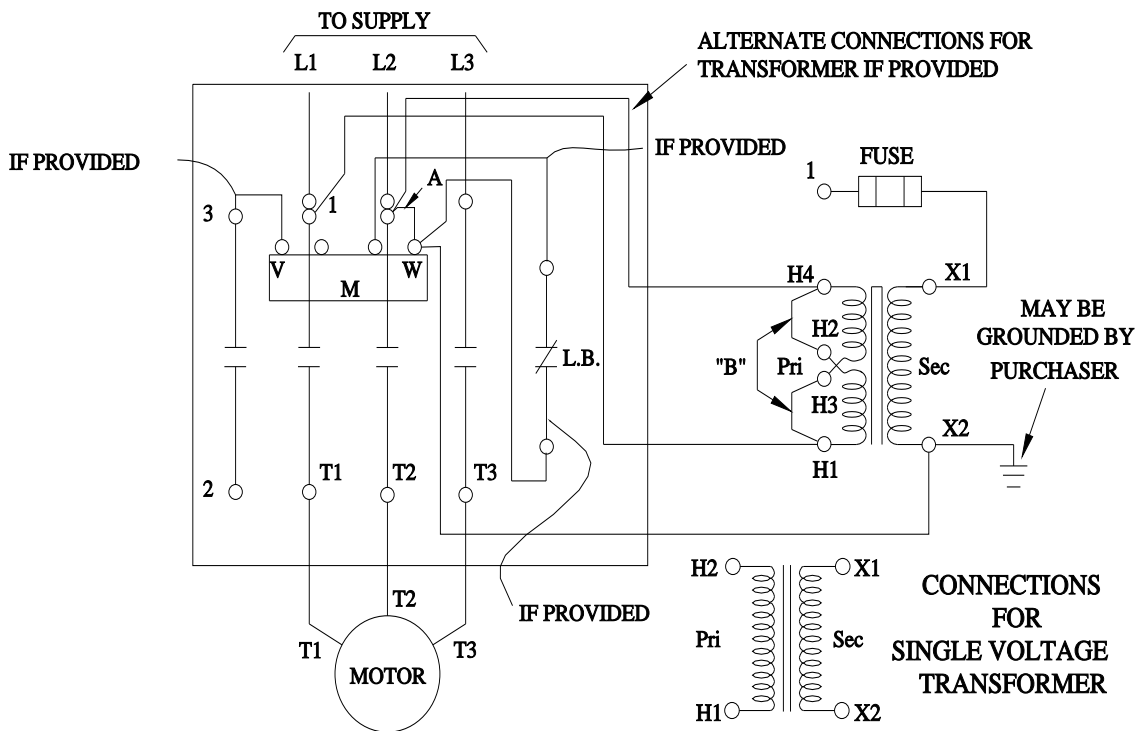 TO SUPPLY
L1 L2 L3
ALTERNATE CONNECTIONS FOR
TRANSFORMER IF PROVIDED
IF PROVIDED
IF PROVIDED
FUSE
1
A
3
1
V
W
M
H4
X1
MAY BE
GROUNDED BY
PURCHASER
H2
"B"
Pri
Sec
H3
L.B.
H1
X2
2
T1
T2
T3
IF PROVIDED
T2
T1
T3
MOTOR
H2
X1
Pri
Sec
H1
X2
CONNECTIONS
FOR
SINGLE VOLTAGE
TRANSFORMER